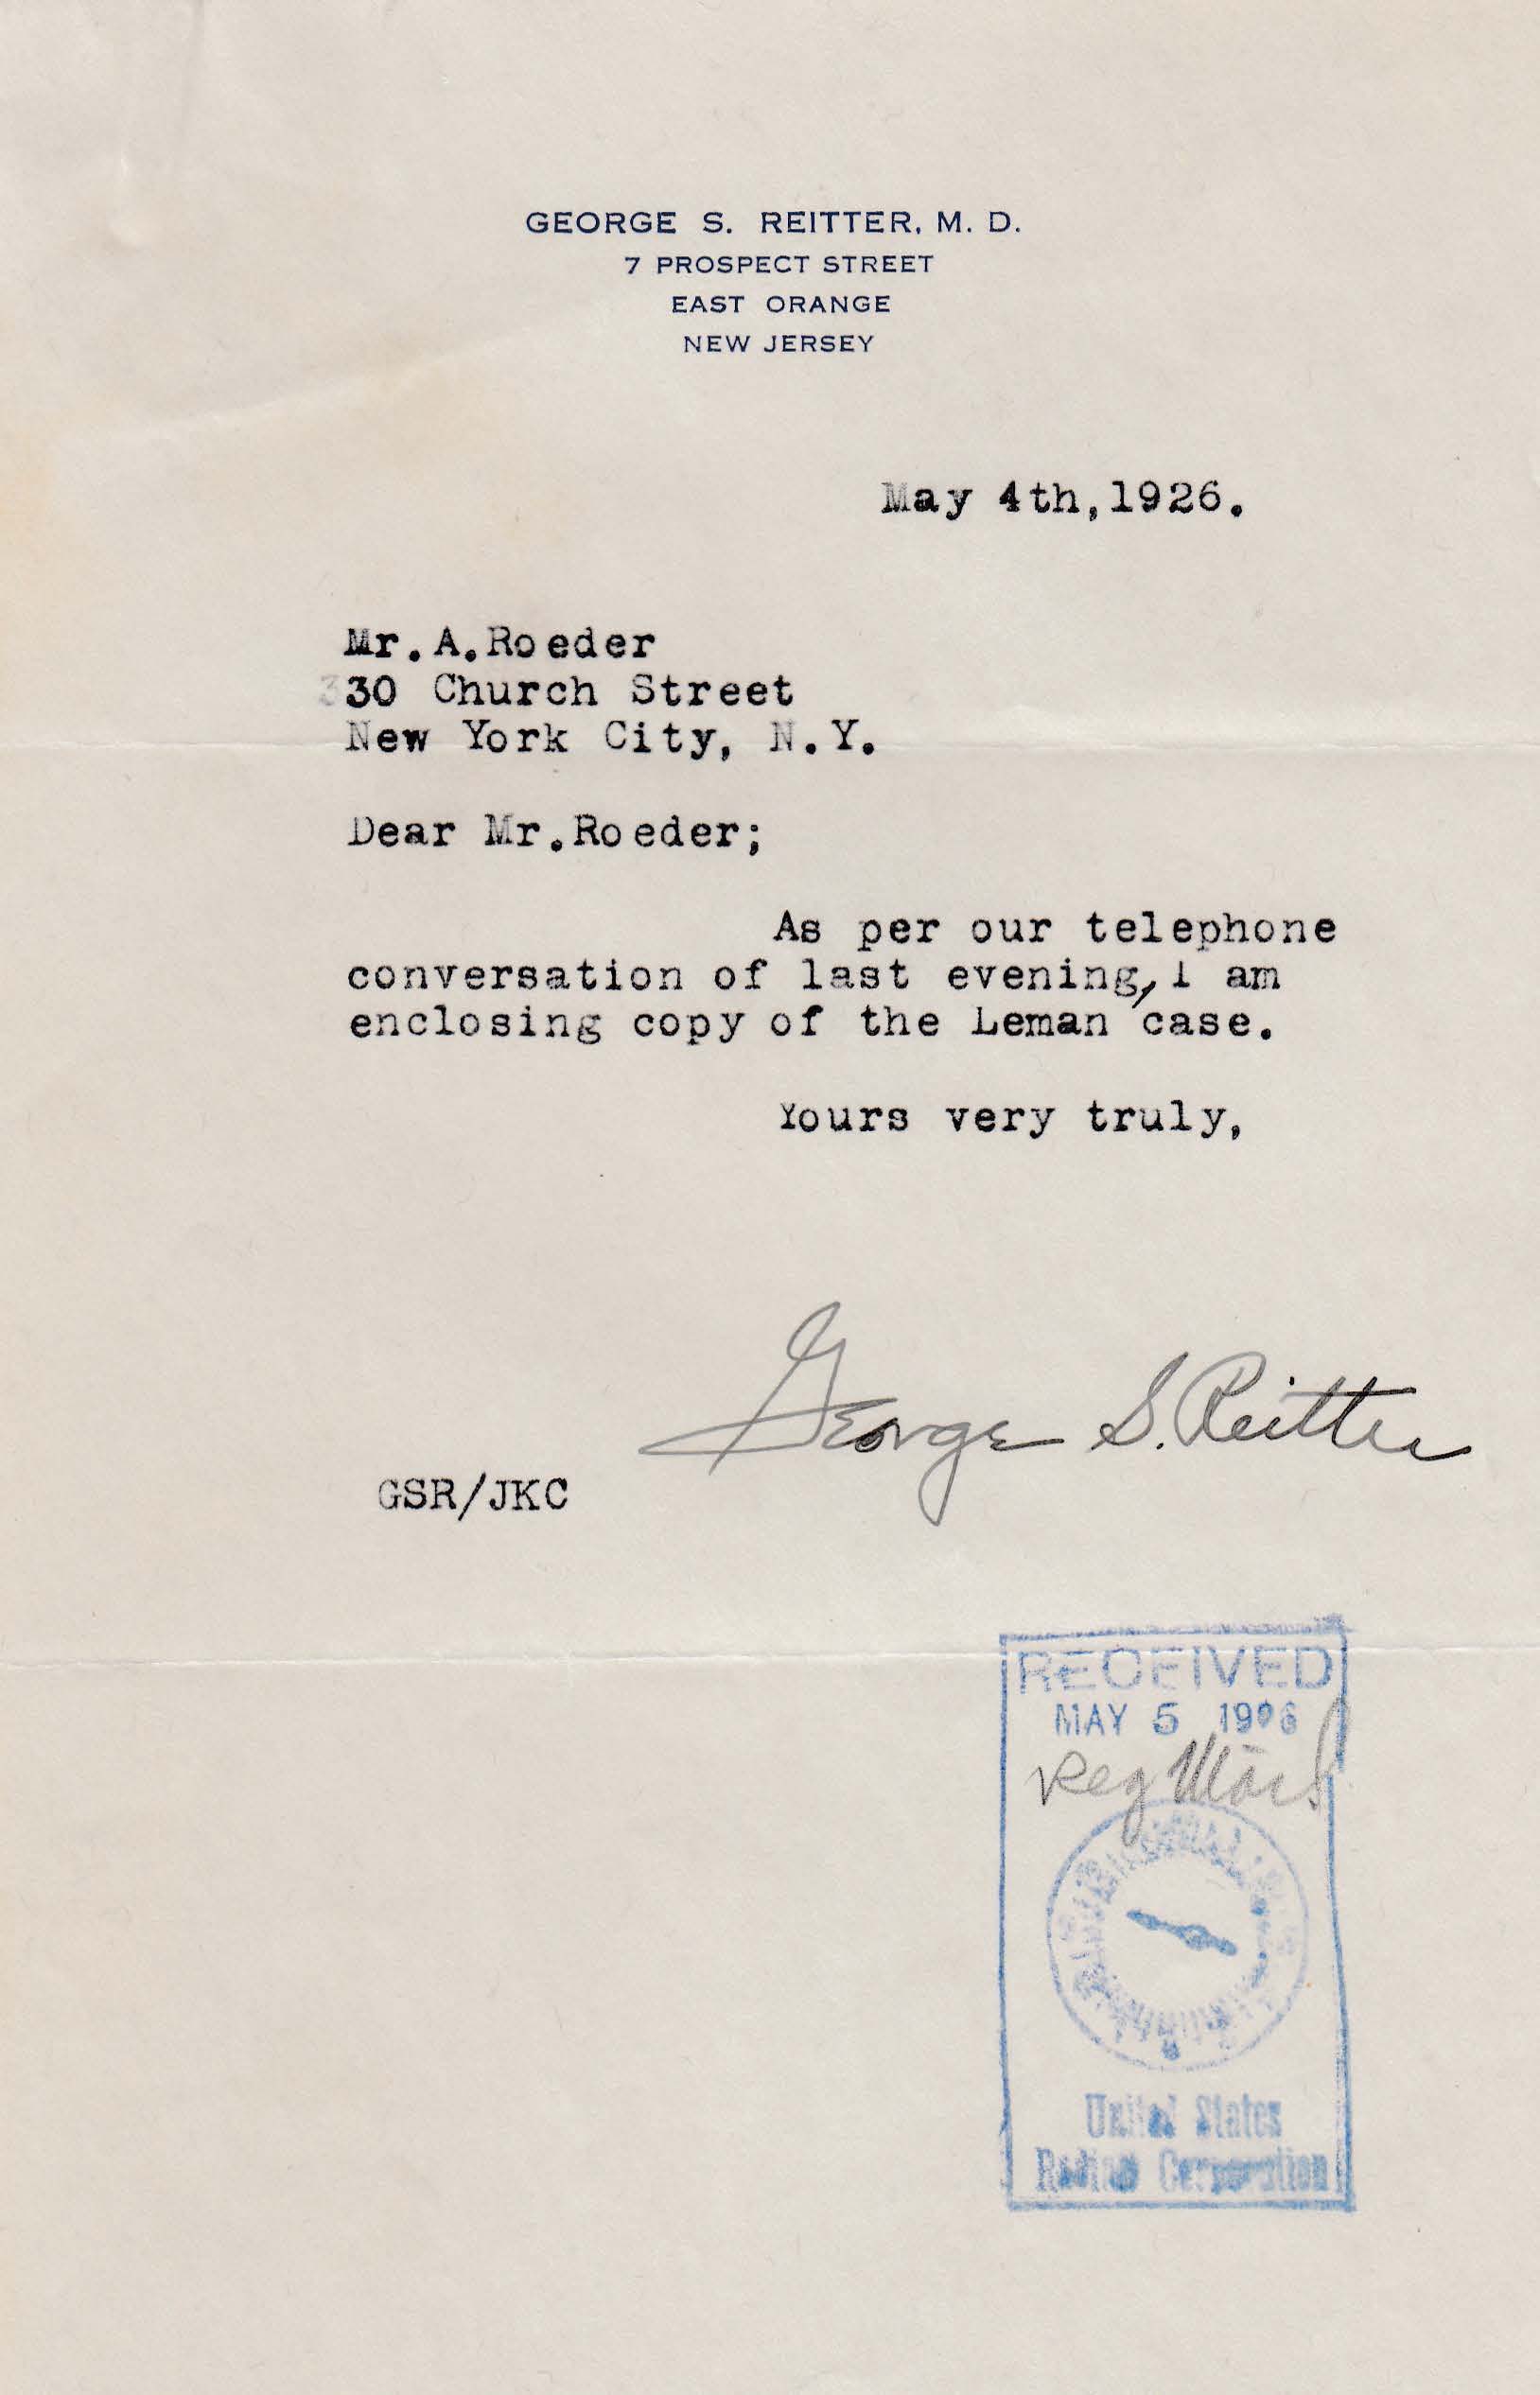 GEORGE S. REITTER, M. D.
7 PROSPECT STREET
EAST ORANGE
NEW JERSEY
May 4th,1926.
Mr.A.Roeder
30 Church Street
New York City, N.Y.
Dear Mr.Roeder;
As per our telephone
conversation of last evening, I am
enclosing copy of the Leman case.
Yours very truly,
George S. Reitter
GSR/JKC
RECEIVED
MAY 5 1926
Reg Mail
United States
Radium Corporation